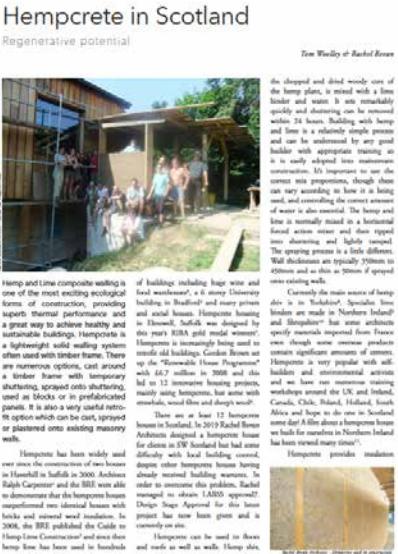 Hempcrete in Scotland
Regenerative potential
Tom Woolley & Rachel Bevan
Hemp and Lime composite walling is
one of the most exciting ecological
forms of construction, providing
superb thermal performance and
a great way to achieve healthy and
sustainable buildings. Hempcrete is
a lightweight solid walling system
often used with timber frame. There
are numerous options, cast around
a timber frame with temporary
shuttering, sprayed onto shuttering,
used as blocks or in prefabricated
panels. It is also a very useful retro-
fit option which can be cast, sprayed
or plastered onto existing masonry
walls.
Hempcrete has been widely used
ever since the construction of two houses
in Haverhill in Suffolk in 2000. Architect
Ralph Carpenter and the BRE were able
to demonstrate that the hempcrete houses
outperformed two identical houses with
bricks and mineral wool insulation. In
2008, the BRE published the Guide to
Hemp Lime Construction and since then
hemp lime has been used in hundreds
of buildings including huge wine and
food warehouses, a 6 storey University
building in Bradford and many private
and social houses. Hempcrete housing
in Elmswell, Suffolk was designed by
this year's RIBA gold medal winners.
Hempcrete is increasingly being used to
retrofit old buildings. Gordon Brown set
up the "Renewable House Programme"
with £6.7 million in 2008 and this
led to 12 innovative housing projects,
mainly using hempcrete, but some with
strawbale, wood fibre and sheep's wool.
There are at least 12 hempcrete
houses in Scotland. In 2019 Rachel Bevan
Architects designed a hempcrete house
for clients in SW Scotland but had some
difficulty with local building control,
despite other hempcrete houses having
already received building warrants. In
order to overcome this problem, Rachel
managed to obtain LABSS approval.
Design Stage Approval for this latest
project has now been given and is
currently on site.
Hempcrete can be used to floors
and roofs as well as walls. Hemp shiv,
the chopped and dried woody core of
the hemp plant, is mixed with a lime
binder and water. It sets remarkably
quickly and shuttering can be removed
within 24 hours. Building with hemp
and lime is a relatively simple process
and can be understood by any good
builder with appropriate training so
it is easily adopted into mainstream
construction. It's important to use the
correct mix proportions, though these
can vary according to how it is being
used, and controlling the correct amount
of water is also essential. The hemp and
lime is normally mixed in a horizontal
forced action mixer and then tipped
into shuttering and lightly tamped.
The spraying process is a little different.
Wall thicknesses are typically 350mm to
450mm and as thin as 50mm if sprayed
onto existing walls.
Currently the main source of hemp
shiv is in Yorkshire. Specialist lime
binders are made in Northern Ireland
and Shropshire but some architects
specify materials imported from France
even though some overseas products
contain significant amounts of cement.
Hempcrete is very popular with self-
builders and environmental activists
and we have run numerous training
workshops around the UK and Ireland,
Canada, Chile, Poland, Holland, South
Africa and hope to do one in Scotland
some day! A film about a hempcrete house
we built for ourselves in Northern Ireland
has been viewed many times
Hempcrete provides insulation